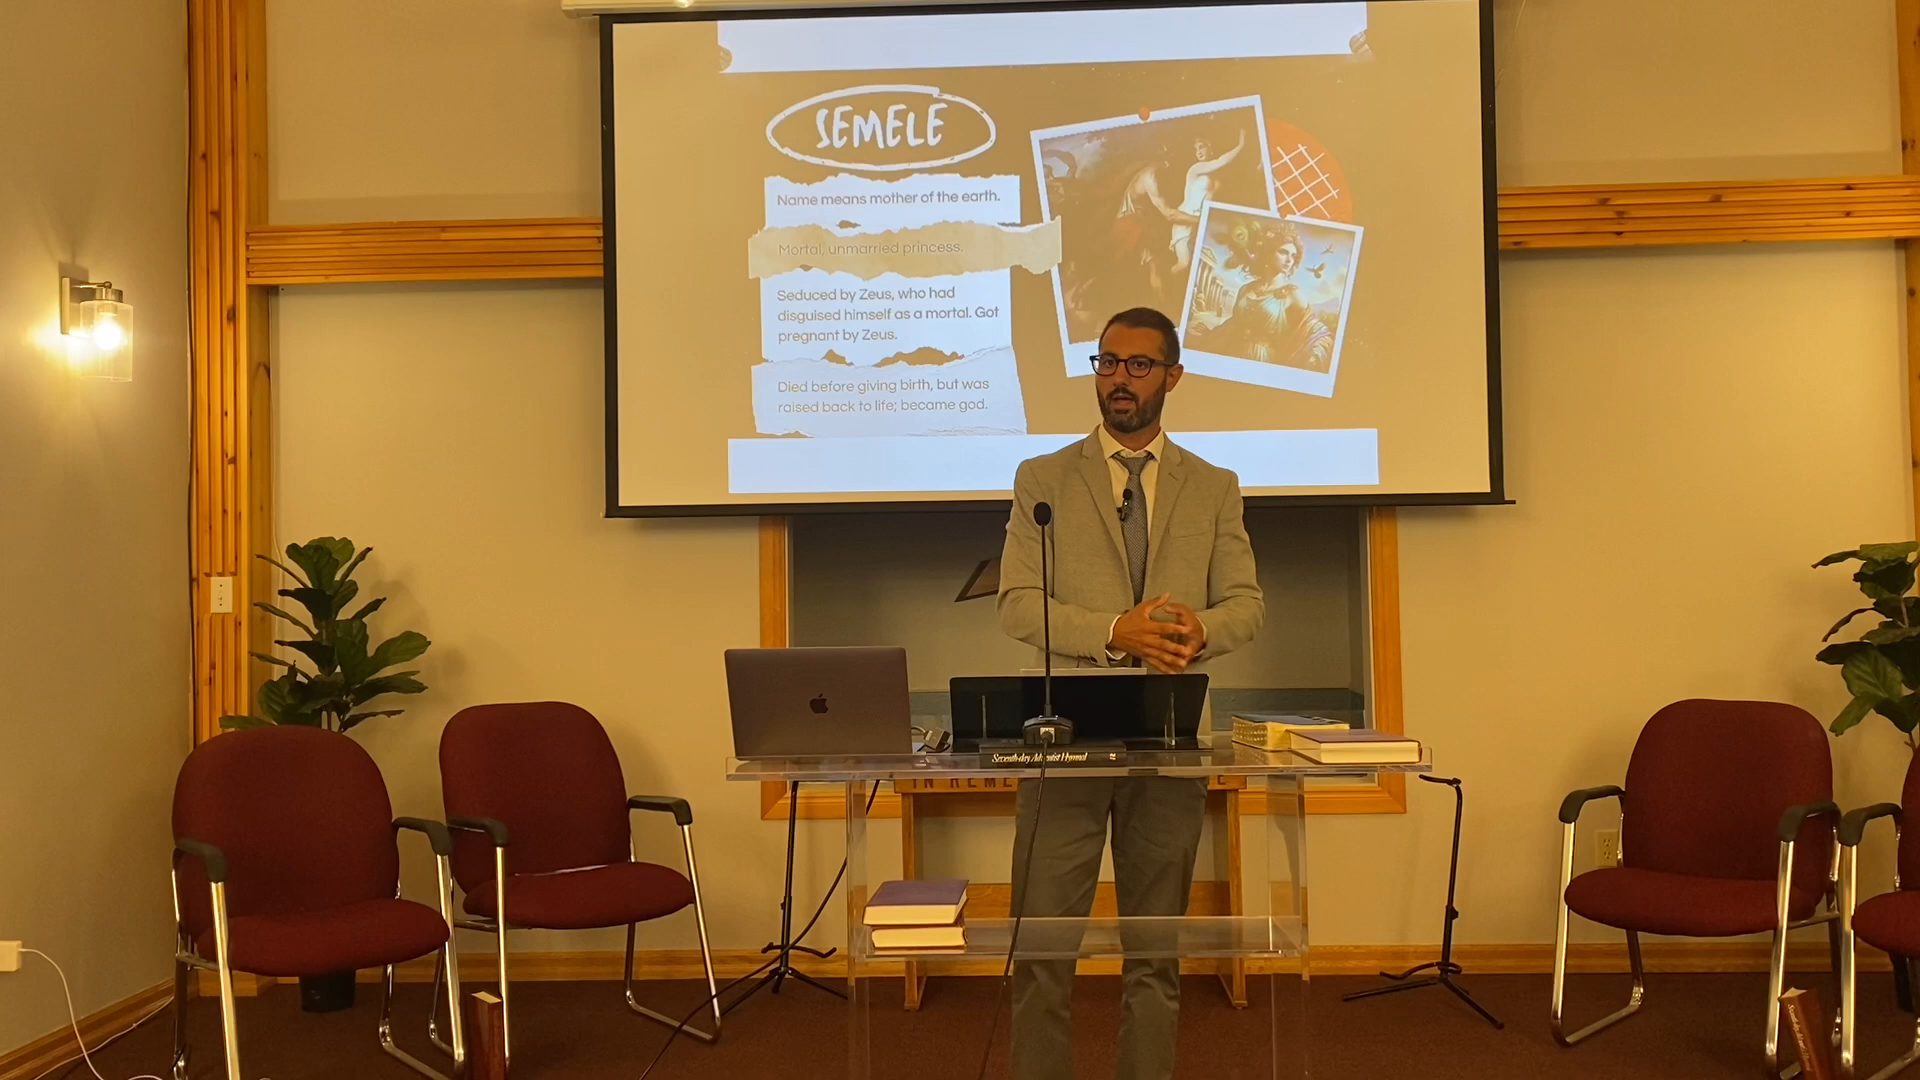 SEMELE
Name means mother of the earth.
Mortal, unmarried princess.
Seduced by Zeus, who had
disguised himself as a mortal. Got
pregnant by Zeus.
Died before giving birth, but was
raised back to life; became god.
Seventh-day Adventist Hymnal
IN REME